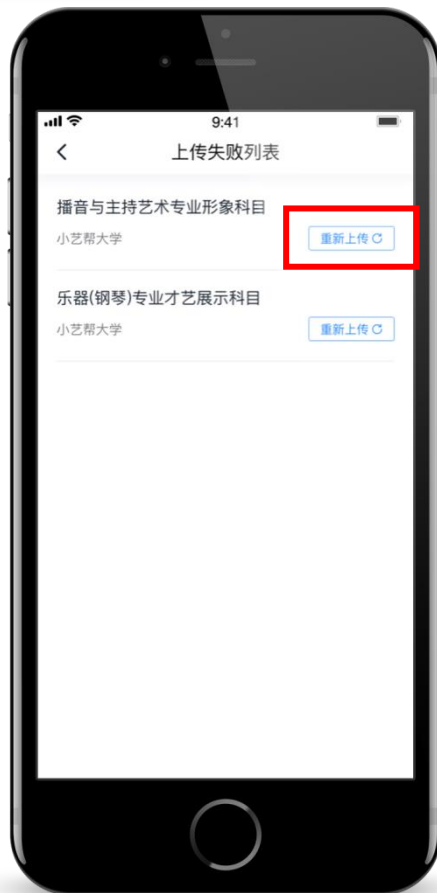 9:41
上传失败列表
播音与主持艺术专业形象科目
小艺帮大学
重新上传
乐器(钢琴)专业才艺展示科目
小艺帮大学
重新上传